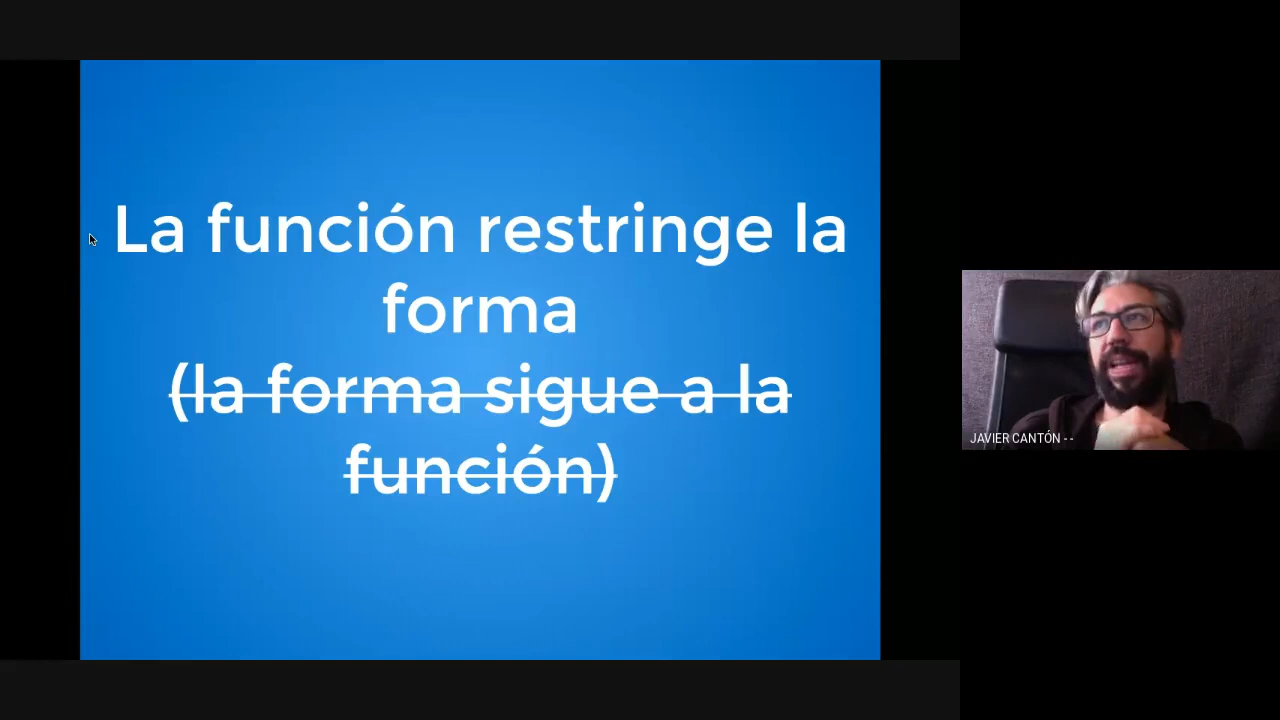 La función restringe la
forma
(la forma sigue a la
función)
JAVIER CANTÓN - -